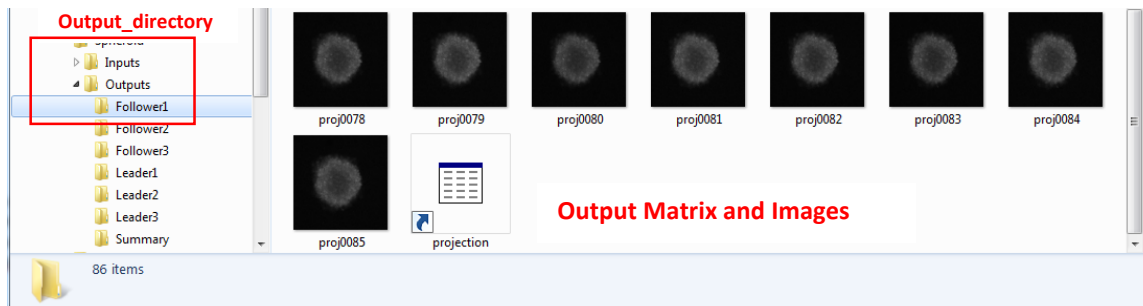 Output_directory
Spheroid
Inputs
Outputs
Follower1
Follower2
Follower3
Leader1
Leader2
Leader3
Summary
proj0078 proj0079 proj0080 proj0081 proj0082 proj0083 proj0084
proj0085 projection
Output Matrix and Images
86 items